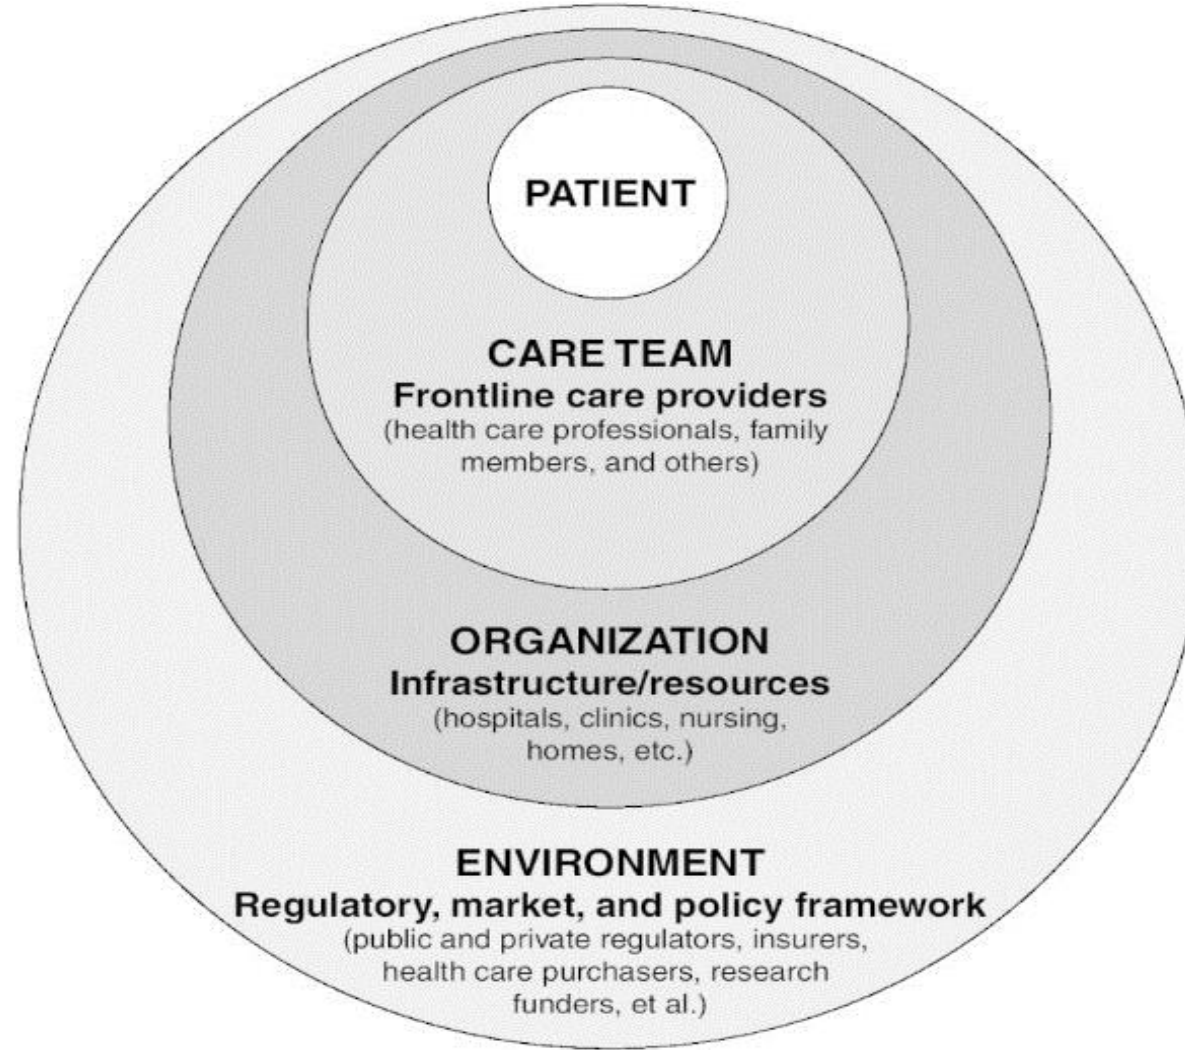 PATIENT
CARE TEAM
Frontline care providers
(health care professionals, family
members, and others)
ORGANIZATION
Infrastructure/resources
(hospitals, clinics, nursing,
homes, etc.)
ENVIRONMENT
Regulatory, market, and policy framework
(public and private regulators, insurers,
health care purchasers, research
funders, et al.)